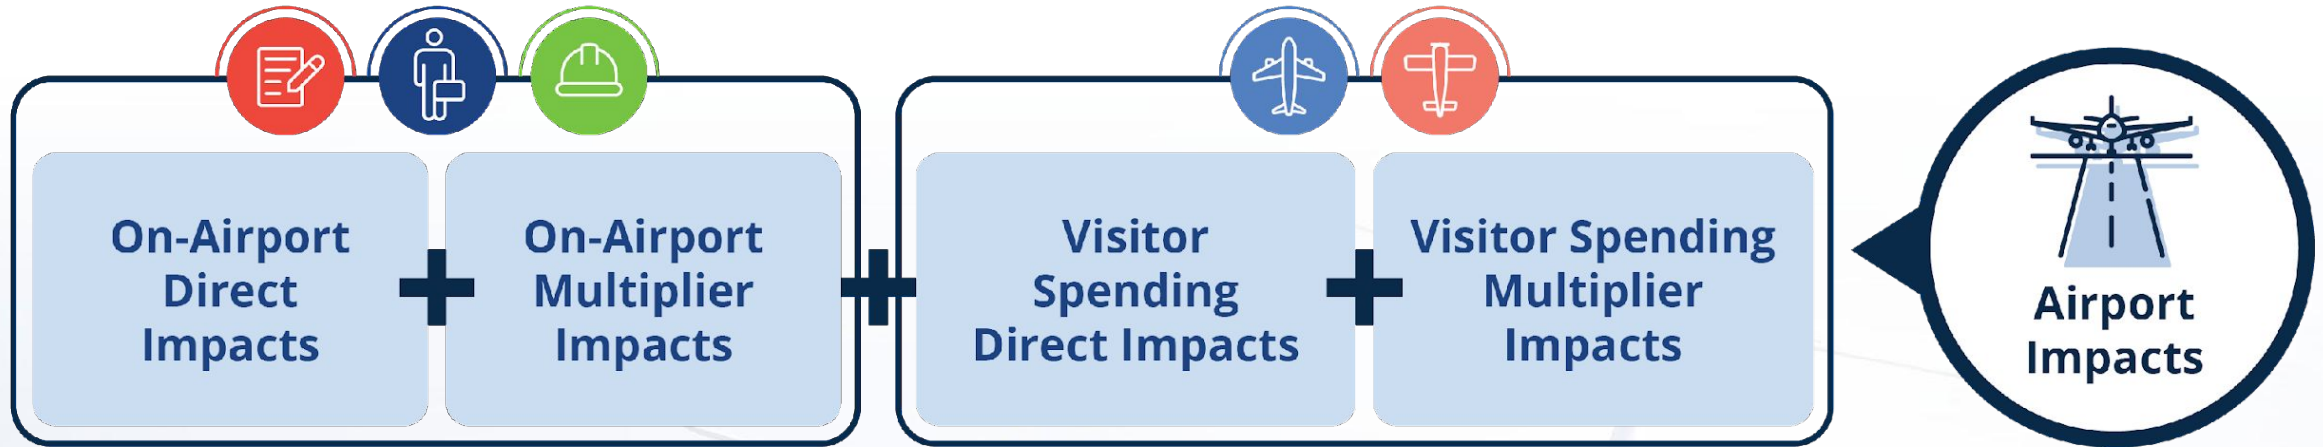 On-Airport
Direct
Impacts
+
On-Airport
Multiplier
Impacts
+
Visitor
Spending
Direct Impacts
+
Visitor Spending
Multiplier
Impacts
Airport
Impacts